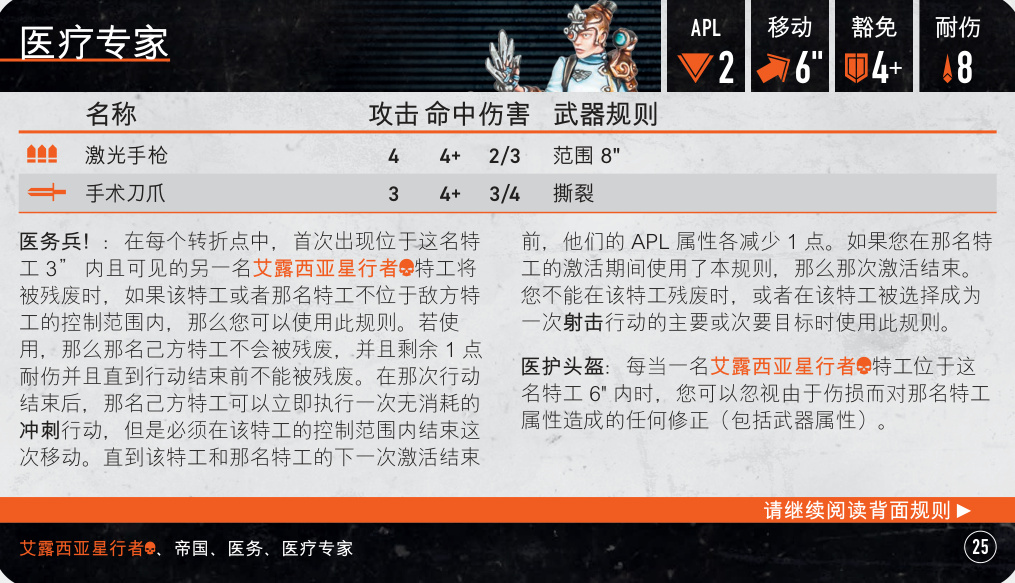 医疗专家
APL 移动 豁免 耐伤
2 6" 4+ 8
名称 攻击 命中 伤害 武器规则
激光手枪 4 4+ 2/3 范围 8"
手术刀爪 3 4+ 3/4 撕裂
医务兵！：在每个转折点中，首次出现位于这名特
工 3” 内且可见的另一名艾露西亚星行者特工将
被残废时，如果该特工或者那名特工不位于敌方特
工的控制范围内，那么您可以使用此规则。若使
用，那么那名己方特工不会被残废，并且剩余 1 点
耐伤并且直到行动结束前不能被残废。在那次行动
结束后，那名己方特工可以立即执行一次无消耗的
冲刺行动，但是必须在该特工的控制范围内结束这
次移动。直到该特工和那名特工的下一次激活结束
前，他们的 APL 属性各减少 1 点。如果您在那名特
工的激活期间使用了本规则，那么那次激活结束。
您不能在该特工残废时，或者在该特工被选择成为
一次射击行动的主要或次要目标时使用此规则。
医护头盔：每当一名艾露西亚星行者特工位于这
名特工 6" 内时，您可以忽视由于伤损而对那名特工
属性造成的任何修正（包括武器属性）。
请继续阅读背面规则
艾露西亚星行者、帝国、医务、医疗专家
25